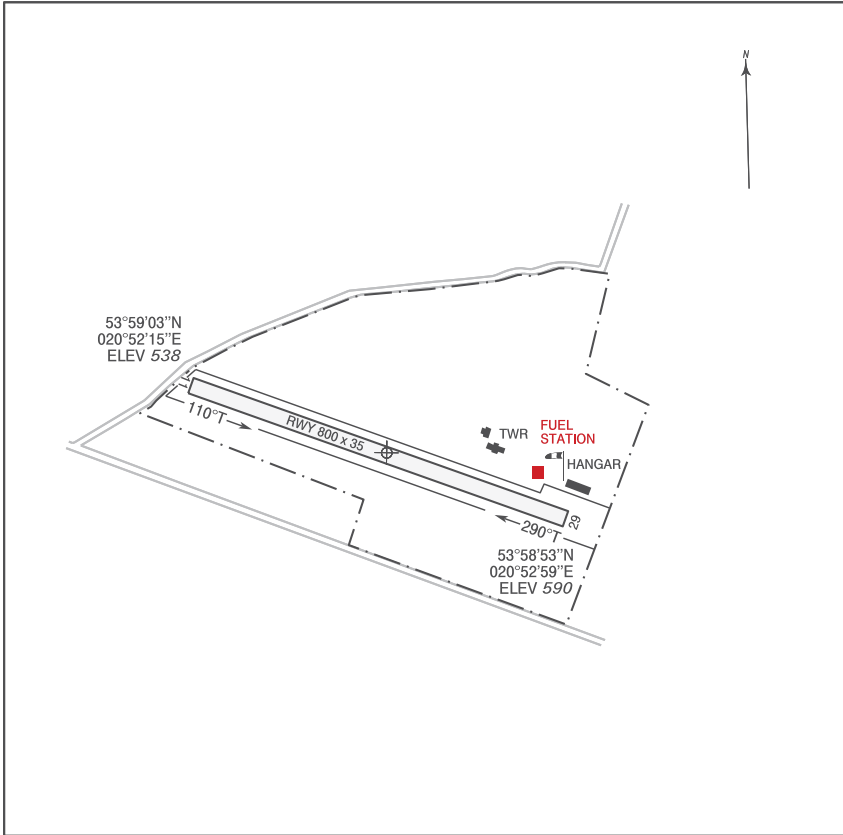 N
53°59'03"N
020°52'15"E
ELEV 538
11
110°T
RWY 800 x 35
TWR
FUEL
STATION
HANGAR
29
290°T
53°58'53"N
020°52'59"E
ELEV 590